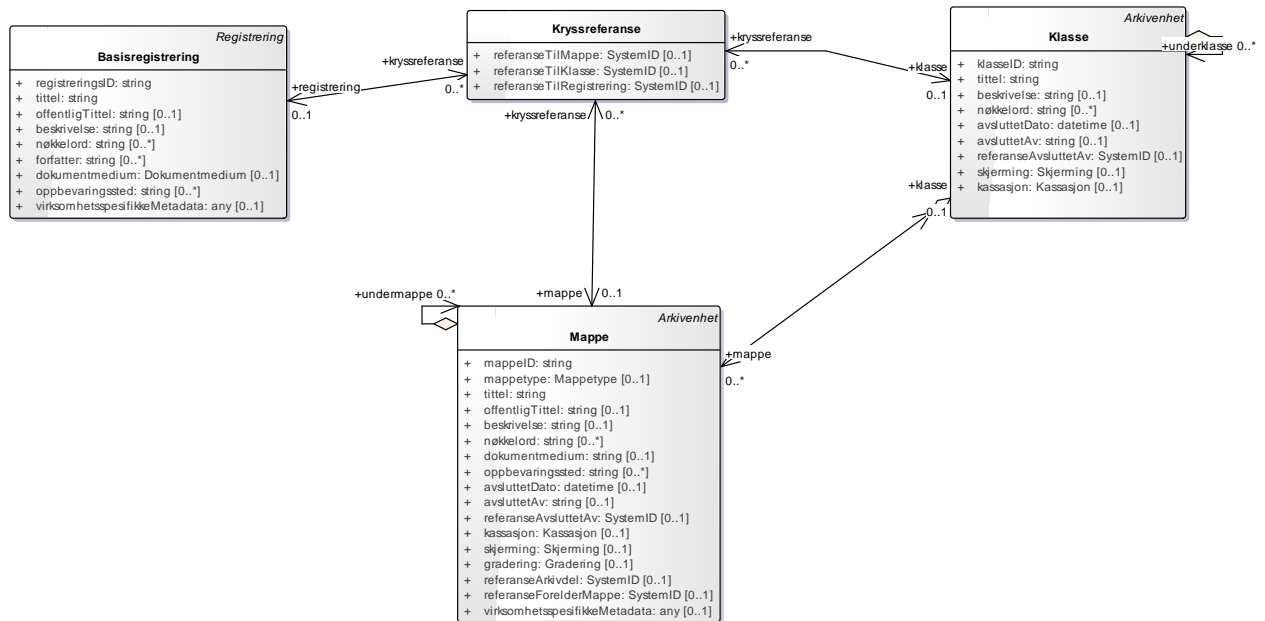 Registrering
Basisregistrering
+ registreringsID: string
+ tittel: string
+ offentligTittel: string [0..1]
+ beskrivelse: string [0..1]
+ nøkkelord: string [0..*]
+ forfatter: string [0..*]
+ dokumentmedium: Dokumentmedium [0..1]
+ oppbevaringssted: string [0..*]
+ virksomhetsspesifikkeMetadata: any [0..1]
+registrering
0..1
+kryssreferanse
0..*
Kryssreferanse
+ referanseTilMappe: SystemID [0..1]
+ referanseTilKlasse: SystemID [0..1]
+ referanseTilRegistrering: SystemID [0..1]
+kryssreferanse
0..*
+klasse
0..1
Arkivenhet
Klasse
+ klasseID: string
+ tittel: string
+ beskrivelse: string [0..1]
+ nøkkelord: string [0..*]
+ avsluttetDato: datetime [0..1]
+ avsluttetAv: string [0..1]
+ referanseAvsluttetAv: SystemID [0..1]
+ skjerming: Skjerming [0..1]
+ kassasjon: Kassasjon [0..1]
+underklasse 0..*
+klasse
0..1
+kryssreferanse 0..*
+mappe 0..1
+undermappe 0..*
+mappe
0..*
Arkivenhet
Mappe
+ mappeID: string
+ mappetype: Mappetype [0..1]
+ tittel: string
+ offentligTittel: string [0..1]
+ beskrivelse: string [0..1]
+ nøkkelord: string [0..*]
+ dokumentmedium: string [0..1]
+ oppbevaringssted: string [0..*]
+ avsluttetDato: datetime [0..1]
+ avsluttetAv: string [0..1]
+ referanseAvsluttetAv: SystemID [0..1]
+ kassasjon: Kassasjon [0..1]
+ skjerming: Skjerming [0..1]
+ gradering: Gradering [0..1]
+ referanseArkivdel: SystemID [0..1]
+ referanseForelderMappe: SystemID [0..1]
+ virksomhetsspesifikkeMetadata: any [0..1]